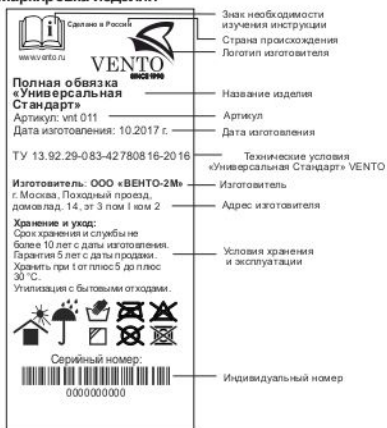 Сделано в России
www.vento.ru
VENTO
SINCE 1990
Полная обвязка
«Универсальная
Стандарт»
Артикул: vnt 011
Дата изготовления: 10.2017 г.
ТУ 13.92.29-083-42780816-2016
Изготовитель: ООО «ВЕНТО-2М»
г. Москва, Походный проезд,
домовлад. 14, эт 3 пом I ком 2
Хранение и уход:
Срок хранения и службы не
более 10 лет с даты изготовления.
Гарантия 5 лет с даты продажи.
Хранить при t от плюс 5 до плюс
30 °C.
Утилизация с бытовыми отходами.
Серийный номер:
0000000000
Знак необходимости
изучения инструкции
Страна происхождения
Логотип изготовителя
Название изделия
Артикул
Дата изготовления
Технические условия
«Универсальная Стандарт» VENTO
Изготовитель
Адрес изготовителя
Условия хранения
и эксплуатации
Индивидуальный номер